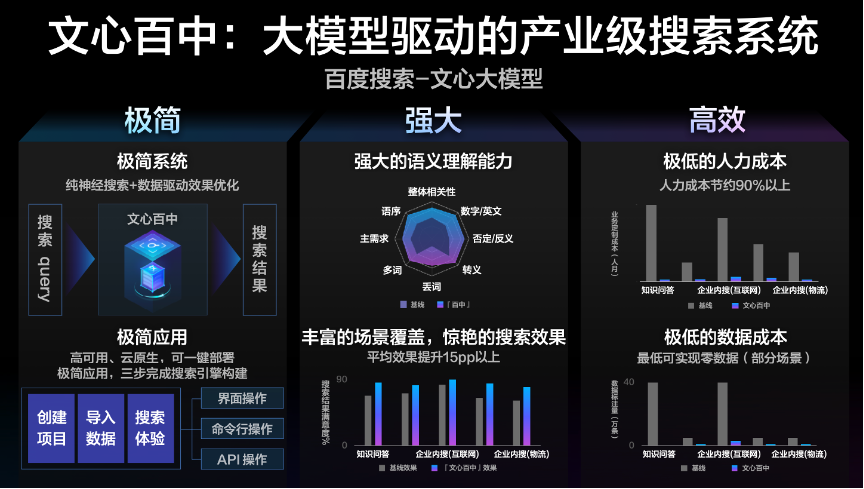 文心百中：大模型驱动的产业级搜索系统
百度搜索-文心大模型
极简
极简系统
纯神经搜索+数据驱动效果优化
搜索 query
文心百中
搜索结果
极简应用
高可用、云原生，可一键部署
极简应用，三步完成搜索引擎构建
创建项目
导入数据
搜索体验
界面操作
命令行操作
API 操作
强大
强大的语义理解能力
整体相关性
语序
数字/英文
主需求
否定/反义
多词
转义
丢词
基线
「百中」
丰富的场景覆盖，惊艳的搜索效果
平均效果提升15pp以上
搜索结果满意度%
90
0
知识问答
企业内搜(互联网)
企业内搜(物流)
基线效果
「文心百中」效果
高效
极低的人力成本
人力成本节约90%以上
业务定制成本（人月）
知识问答
企业内搜(互联网)
企业内搜(物流)
基线
文心百中
极低的数据成本
最低可实现零数据（部分场景）
数据标注量（万条）
40
0
知识问答
企业内搜(互联网)
企业内搜(物流)
基线
文心百中